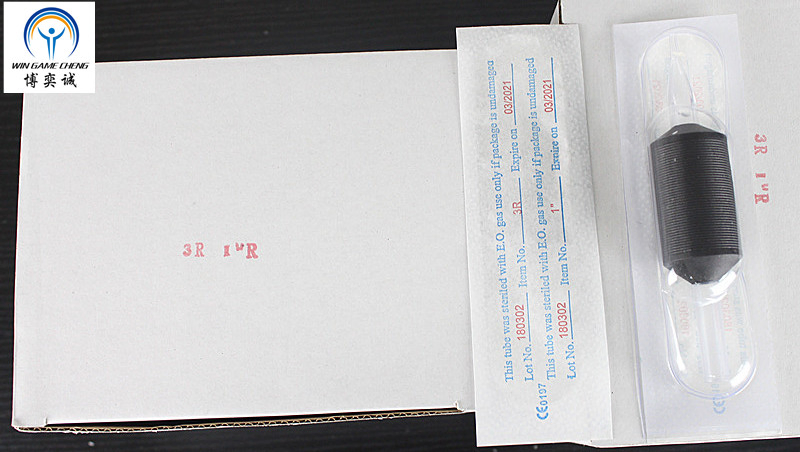 WIN GAME CHENG
博奕诚
3R 1"R
This tube was steriled with E.O. gas use only if package is undamaged
Lot No. 180302 Item No. 3R Expire on 03/2021
This tube was steriled with E.O. gas use only if package is undamaged
Lot No. 180302 Item No. 1" Expire on 03/2021
CE0197
3R 1"R